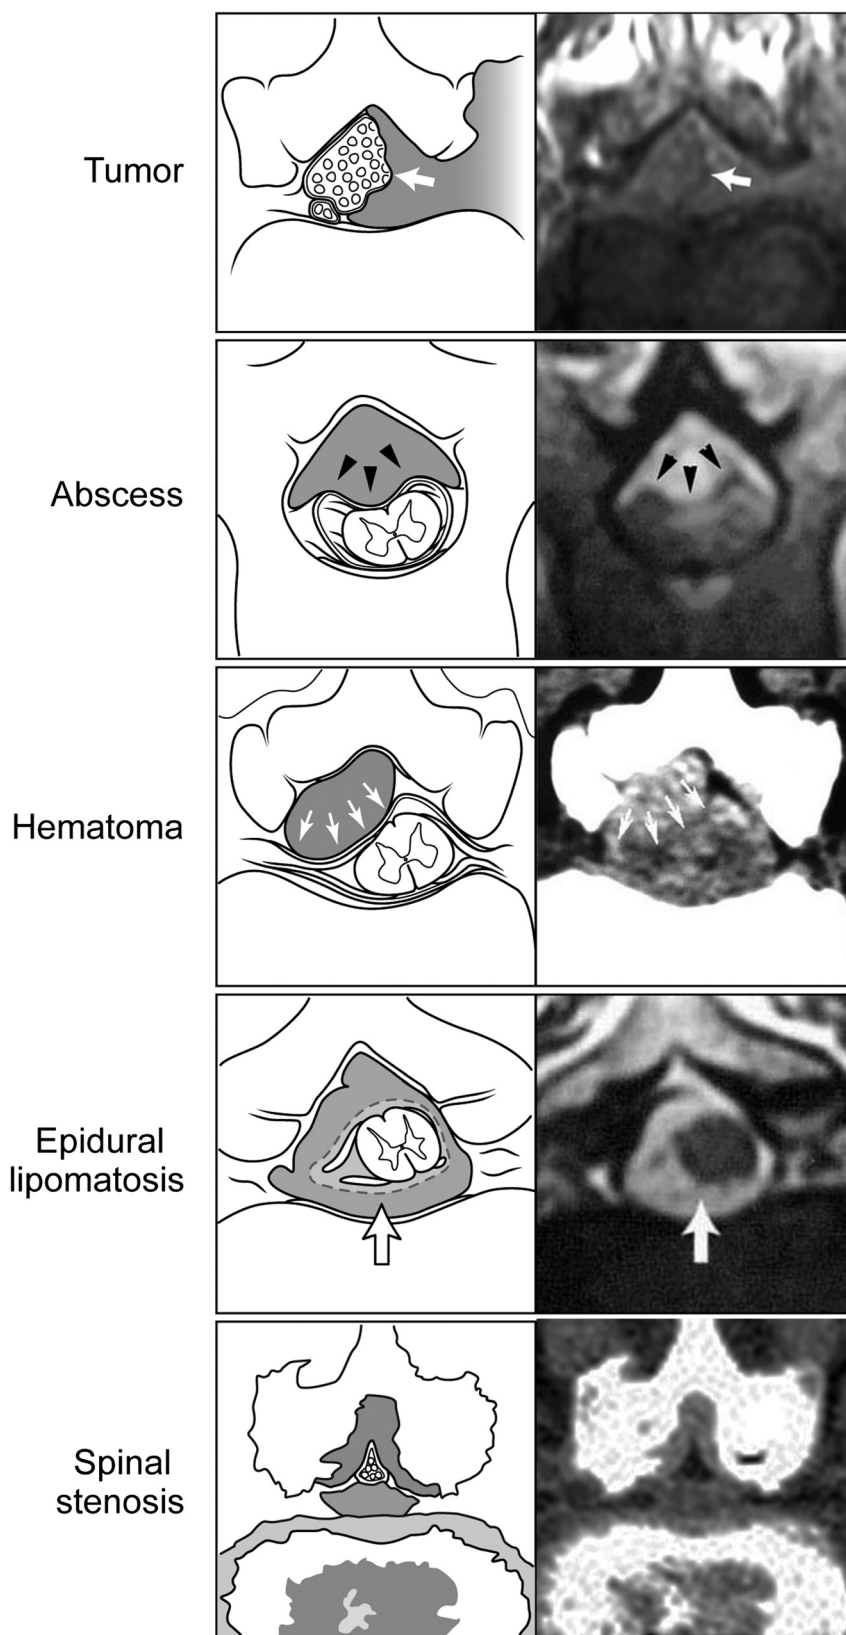 Tumor
Abscess
Hematoma
Epidural
lipomatosis
Spinal
stenosis